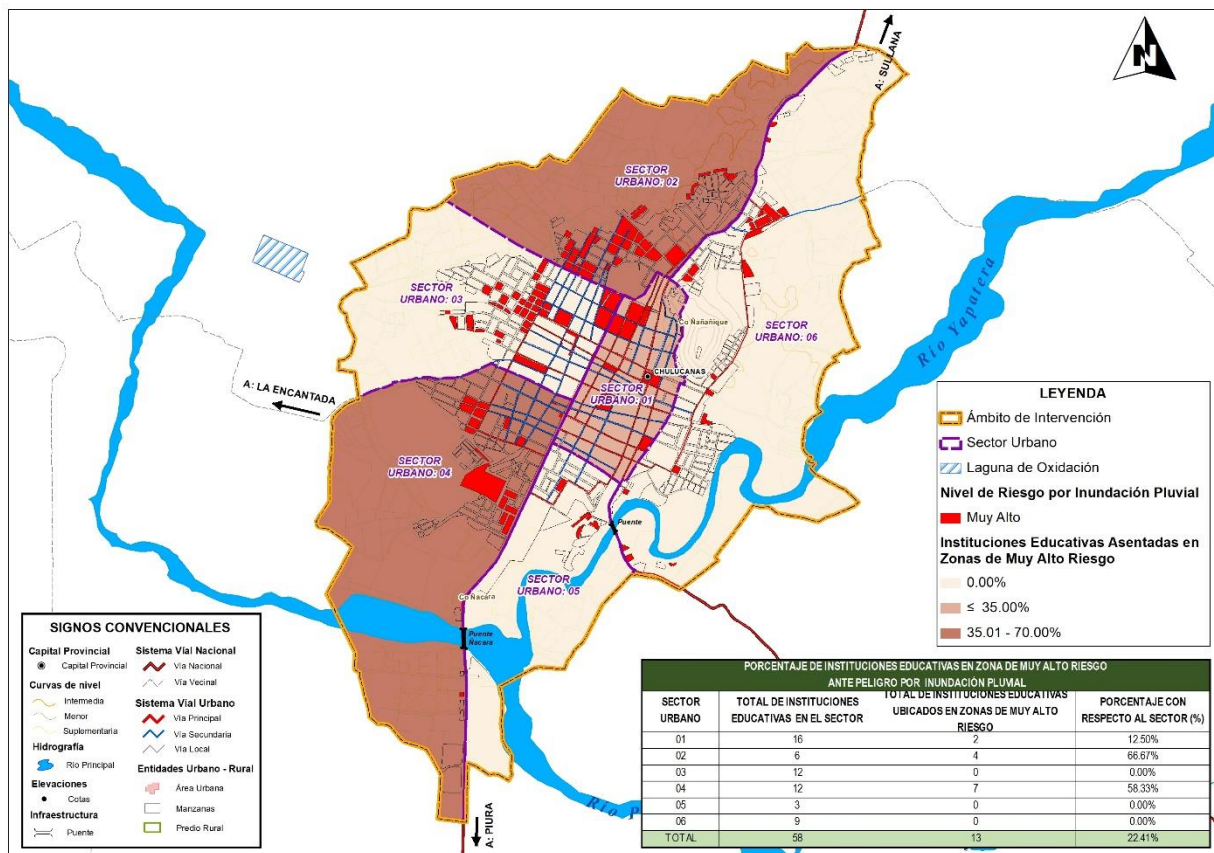 A: SULLANA
N
SECTOR
URBANO: 02
SECTOR
URBANO: 03
Co Ñañañique
SECTOR
URBANO: 06
Río Yapatera
CHULUCANAS
SECTOR
URBANO: 01
A: LA ENCANTADA
SECTOR
URBANO: 04
Puente
SECTOR
URBANO: 05
Co Ñacara
Puente
Ñacara
A: PIURA
Río P
LEYENDA
Ámbito de Intervención
Sector Urbano
Laguna de Oxidación
Nivel de Riesgo por Inundación Pluvial
Muy Alto
Instituciones Educativas Asentadas en
Zonas de Muy Alto Riesgo
0.00%
≤ 35.00%
35.01 - 70.00%
SIGNOS CONVENCIONALES
Capital Provincial
Capital Provincial
Curvas de nivel
Intermedia
Menor
Suplementaria
Hidrografía
Río Principal
Elevaciones
Cotas
Infraestructura
Puente
Sistema Vial Nacional
Vía Nacional
Vía Vecinal
Sistema Vial Urbano
Vía Principal
Vía Secundaria
Vía Local
Entidades Urbano - Rural
Área Urbana
Manzanas
Predio Rural
PORCENTAJE DE INSTITUCIONES EDUCATIVAS EN ZONA DE MUY ALTO RIESGO
ANTE PELIGRO POR INUNDACIÓN PLUVIAL
SECTOR URBANO TOTAL DE INSTITUCIONES EDUCATIVAS EN EL SECTOR TOTAL DE INSTITUCIONES EDUCATIVAS UBICADOS EN ZONAS DE MUY ALTO RIESGO PORCENTAJE CON RESPECTO AL SECTOR (%)
01 16 2 12.50%
02 6 4 66.67%
03 12 0 0.00%
04 12 7 58.33%
05 3 0 0.00%
06 9 0 0.00%
TOTAL 58 13 22.41%